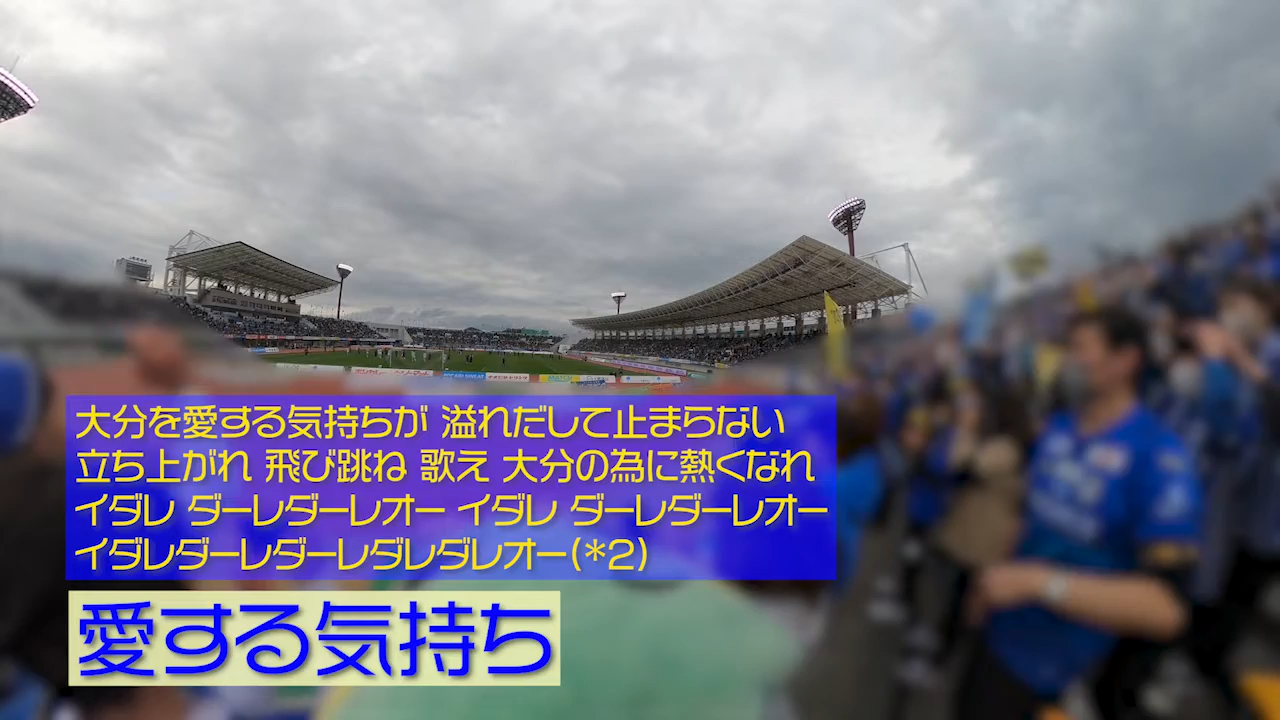 大分を愛する気持ちが 溢れだして止まらない
立ち上がれ 飛び跳ね 歌え 大分の為に熱くなれ
イダレ ダーレダーレオー イダレ ダーレダーレオー
イダレダーレダーレダレダレオー(*2)
愛する気持ち